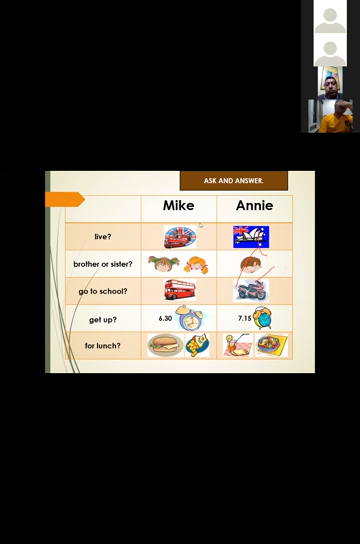 ASK AND ANSWER.
Mike Annie
live?
brother or sister?
go to school?
get up? 6.30 7.15
for lunch?